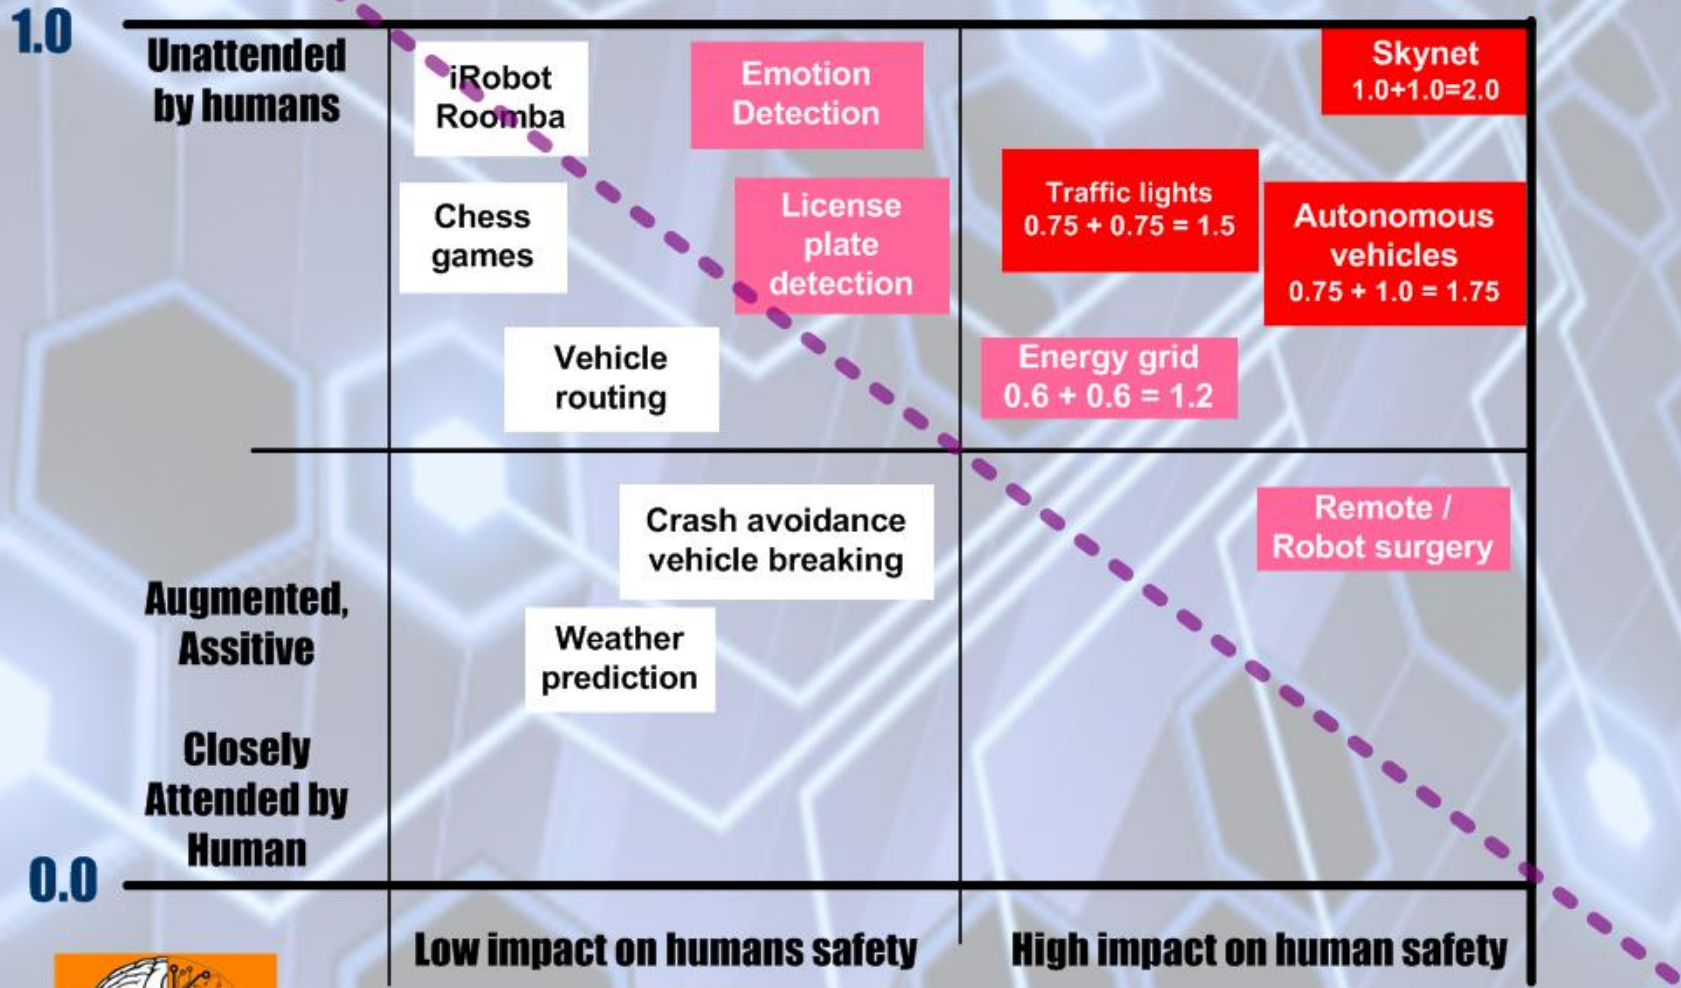 1.0
Unattended
by humans
iRobot
Roomba
Emotion
Detection
Skynet
1.0+1.0=2.0
Chess
games
License
plate
detection
Traffic lights
0.75 + 0.75 = 1.5
Autonomous
vehicles
0.75 + 1.0 = 1.75
Vehicle
routing
Energy grid
0.6 + 0.6 = 1.2
Augmented,
Assitive
Crash avoidance
vehicle breaking
Remote /
Robot surgery
Weather
prediction
Closely
Attended by
Human
0.0
Low impact on humans safety
High impact on human safety